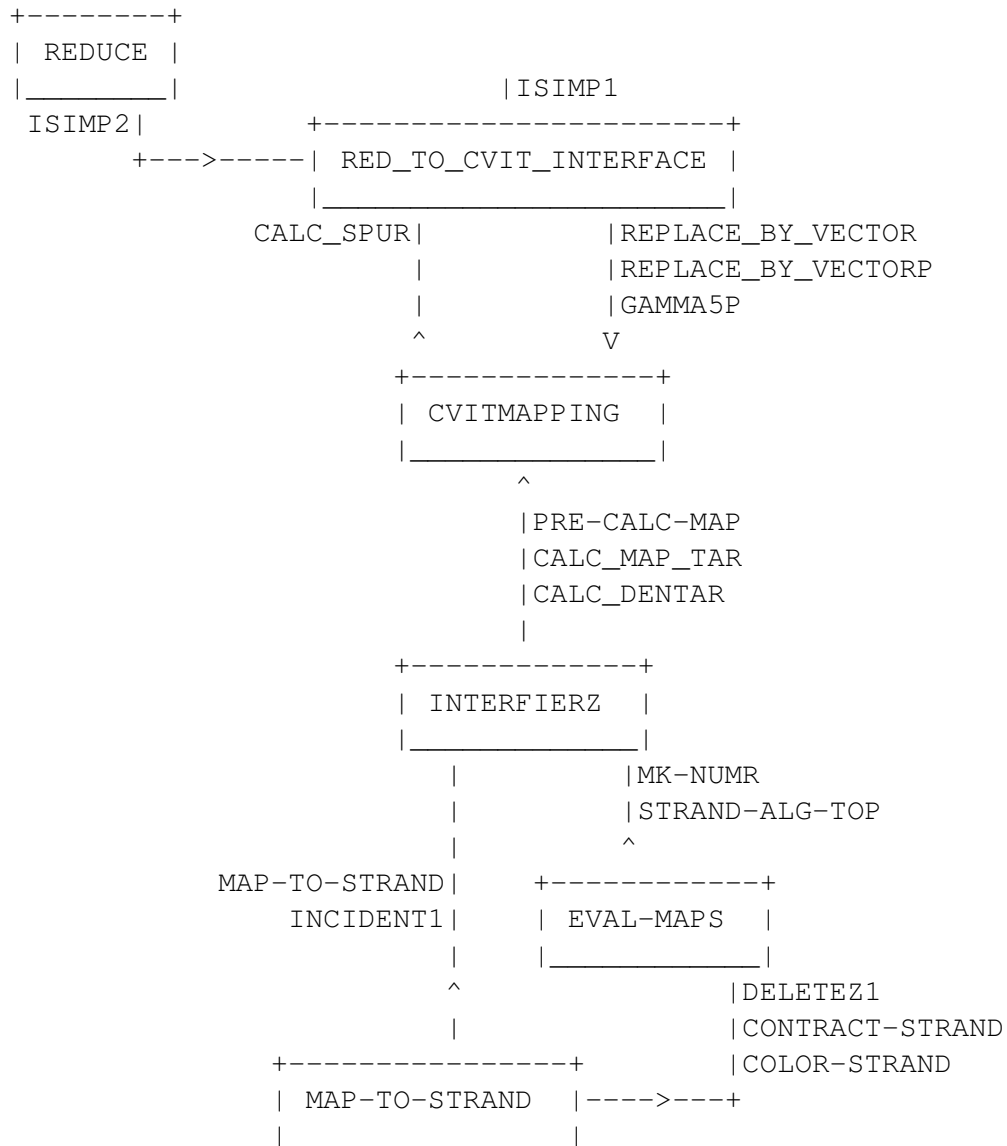 REDUCE
ISIMP1
ISIMP2
RED_TO_CVIT_INTERFACE
CALC_SPUR REPLACE_BY_VECTOR
REPLACE_BY_VECTORP
GAMMA5P
CVITMAPPING
PRE-CALC-MAP
CALC_MAP_TAR
CALC_DENTAR
INTERFIERZ
MK-NUMR
STRAND-ALG-TOP
MAP-TO-STRAND
INCIDENT1 EVAL-MAPS
DELETEZ1
CONTRACT-STRAND
COLOR-STRAND
MAP-TO-STRAND